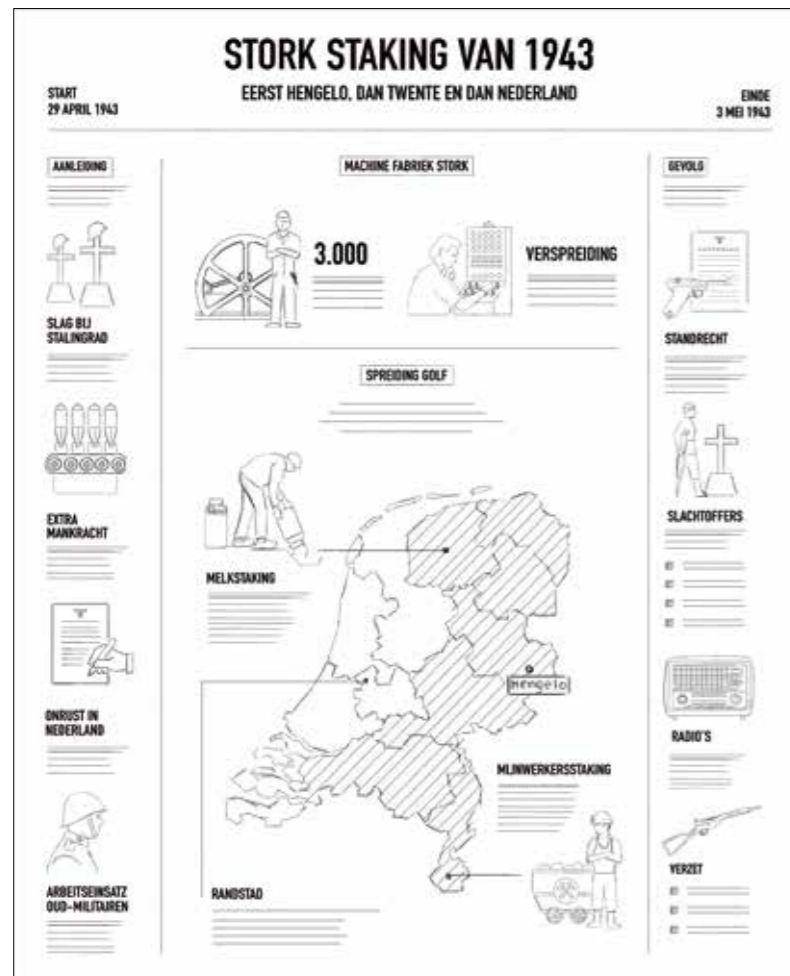 STORK STAKING VAN 1943
EERST HENGELO, DAN TWENTE EN DAN NEDERLAND
START
29 APRIL 1943
EINDE
3 MEI 1943
AANLEIDING
SLAG BIJ
STALINGRAD
EXTRA
MANKRACHT
ONRUST IN
NEDERLAND
ARBEITSEINSATZ
OUD-MILITAIREN
MACHINE FABRIEK STORK
3.000
VERSPREIDING
SPREIDING GOLF
MELKSTAKING
Hengelo
MIJNWERKERSSTAKING
RANDSTAD
GEVOLG
STANDRECHT
SLACHTOFFERS
RADIO'S
VERZET